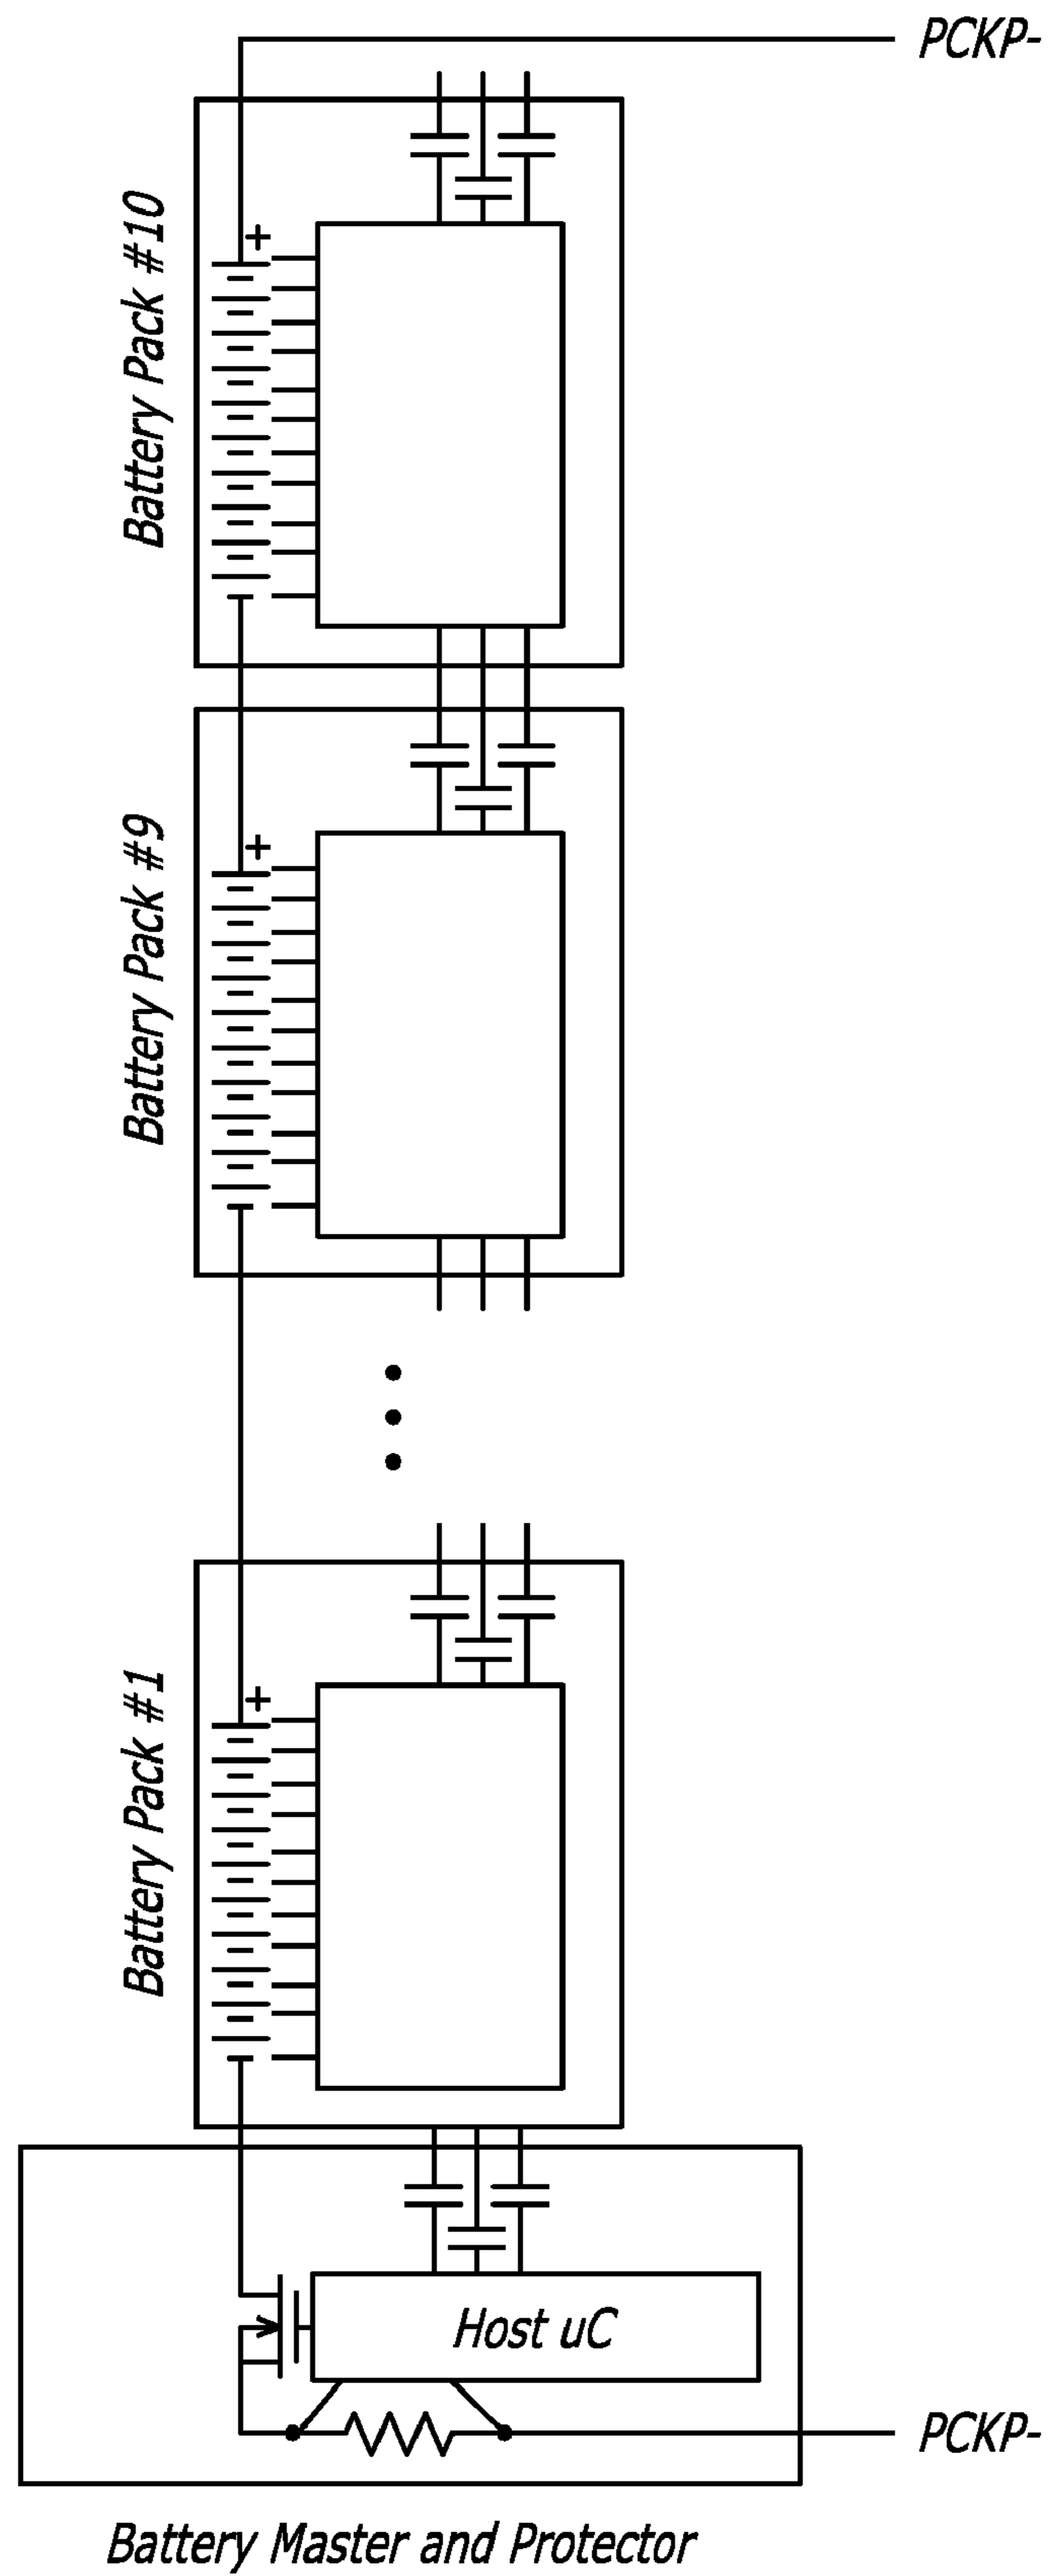 PCKP-
Battery Pack #10
+
Battery Pack #9
+
Battery Pack #1
+
Host uC
PCKP-
Battery Master and Protector